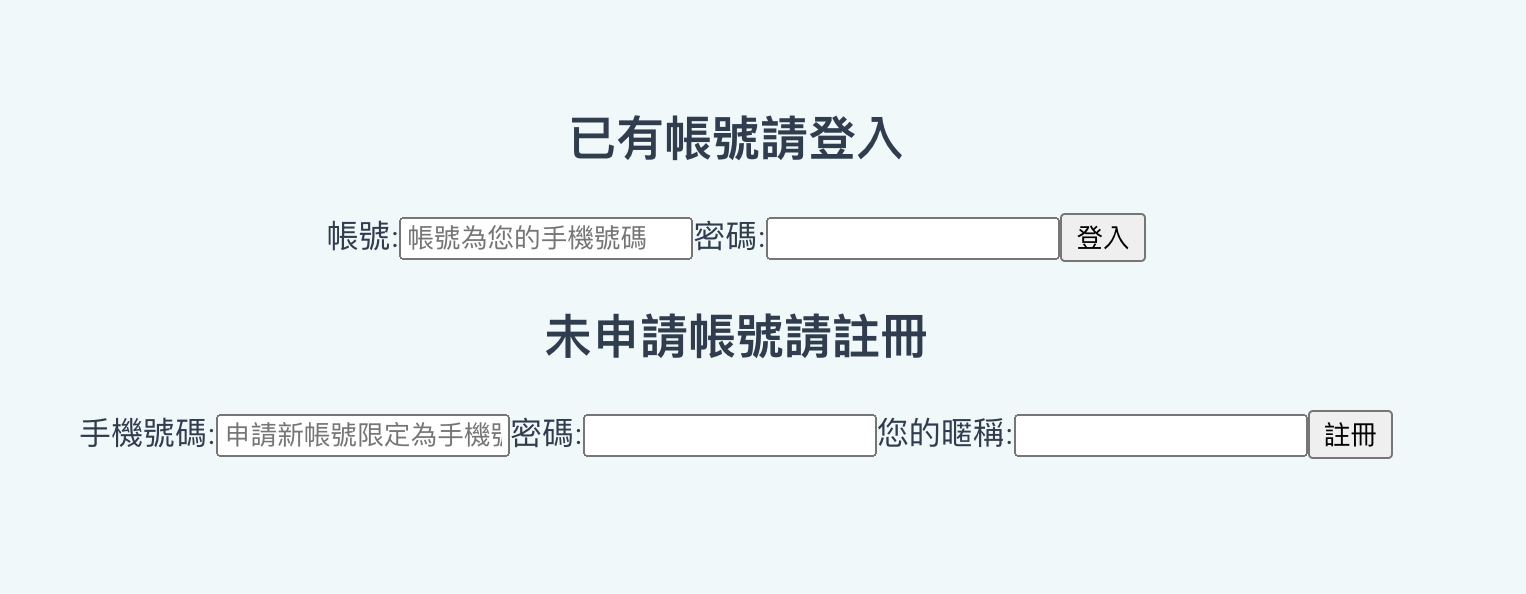 已有帳號請登入
帳號:帳號為您的手機號碼 密碼: 登入
未申請帳號請註冊
手機號碼:申請新帳號限定為手機 密碼: 您的暱稱: 註冊